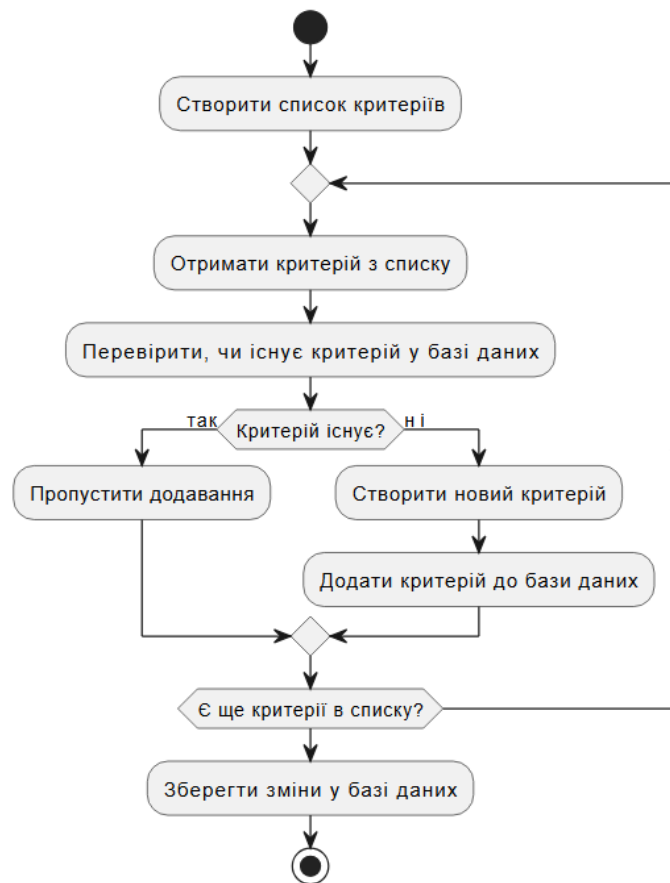 Створити список критеріїв
Отримати критерій з списку
Перевірити, чи існує критерій у базі даних
так
Критерій існує?
ні
Пропустити додавання
Створити новий критерій
Додати критерій до бази даних
Є ще критерії в списку?
Зберегти зміни у базі даних